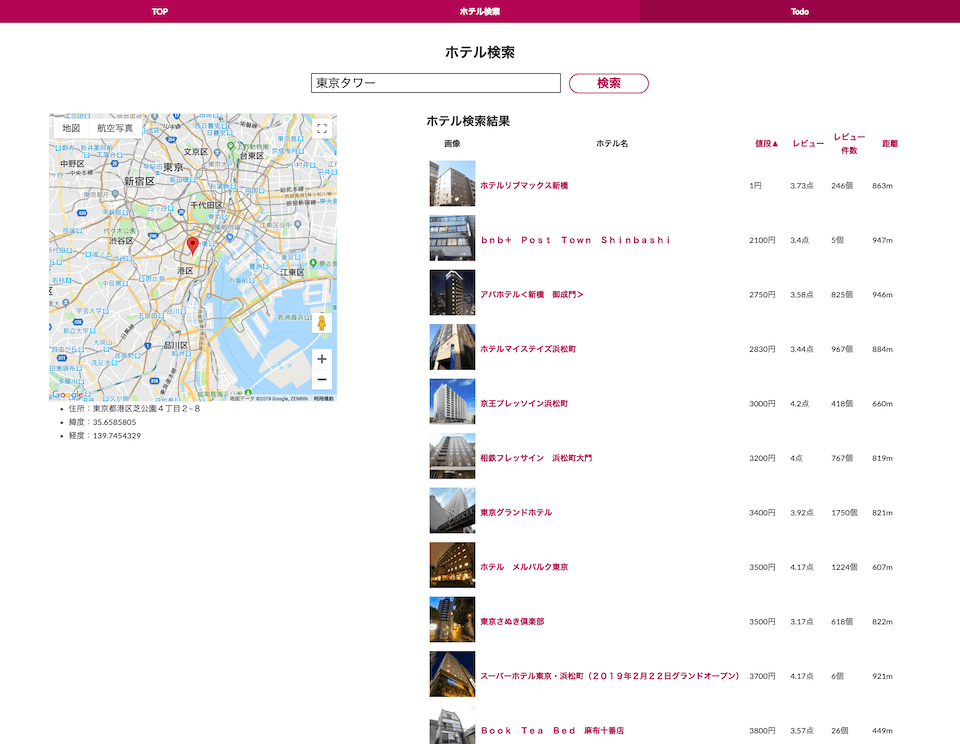 TOP
ホテル検索
Todo
ホテル検索
東京タワー
検索
地図 航空写真
中野区
文京区
台東区
東京
新宿区
千代田区
渋谷区
港区
江東区
品川区
Google
地図データ ©2019 Google, ZENRIN 利用規約
住所：東京都港区芝公園４丁目２−８
緯度：35.6585805
経度：139.7454329
ホテル検索結果
画像 ホテル名 値段▲ レビュー レビュー件数 距離
ホテルリブマックス新橋 1円 3.73点 246個 863m
ｂｎｂ＋　Ｐｏｓｔ　Ｔｏｗｎ　Ｓｈｉｎｂａｓｈｉ 2100円 3.4点 5個 947m
アパホテル＜新橋　御成門＞ 2750円 3.58点 825個 946m
ホテルマイステイズ浜松町 2830円 3.44点 967個 884m
京王プレッソイン浜松町 3000円 4.2点 418個 660m
相鉄フレッサイン　浜松町大門 3200円 4点 767個 819m
東京グランドホテル 3400円 3.92点 1750個 821m
ホテル　メルパルク東京 3500円 4.17点 1224個 607m
東京さぬき倶楽部 3500円 3.17点 618個 822m
スーパーホテル東京・浜松町（２０１９年２月２２日グランドオープン） 3700円 4.17点 6個 921m
Ｂｏｏｋ　Ｔｅａ　Ｂｅｄ　麻布十番店 3800円 3.57点 26個 449m